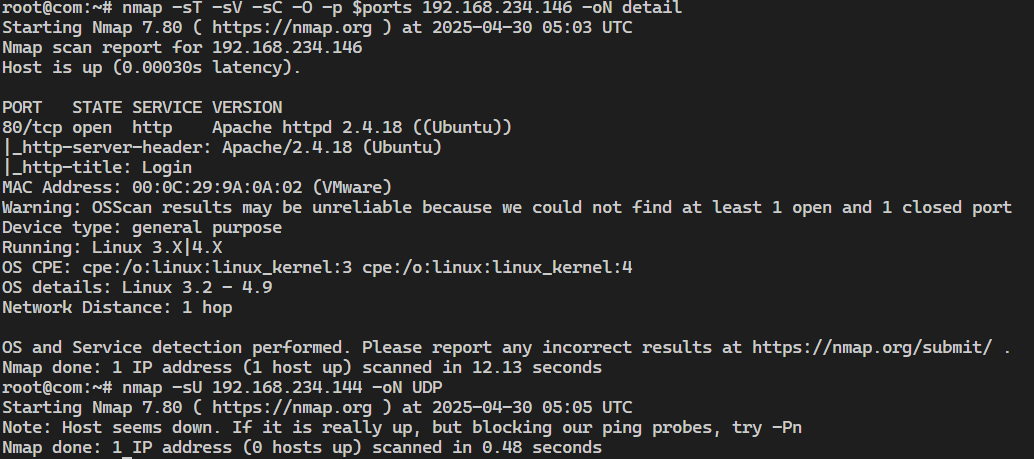 root@com:~# nmap -sT -sV -sC -O -p $ports 192.168.234.146 -oN detail
Starting Nmap 7.80 ( https://nmap.org ) at 2025-04-30 05:03 UTC
Nmap scan report for 192.168.234.146
Host is up (0.00030s latency).

PORT   STATE SERVICE VERSION
80/tcp open  http    Apache httpd 2.4.18 ((Ubuntu))
|_http-server-header: Apache/2.4.18 (Ubuntu)
|_http-title: Login
MAC Address: 00:0C:29:9A:0A:02 (VMware)
Warning: OSScan results may be unreliable because we could not find at least 1 open and 1 closed port
Device type: general purpose
Running: Linux 3.X|4.X
OS CPE: cpe:/o:linux:linux_kernel:3 cpe:/o:linux:linux_kernel:4
OS details: Linux 3.2 - 4.9
Network Distance: 1 hop

OS and Service detection performed. Please report any incorrect results at https://nmap.org/submit/ .
Nmap done: 1 IP address (1 host up) scanned in 12.13 seconds
root@com:~# nmap -sU 192.168.234.144 -oN UDP
Starting Nmap 7.80 ( https://nmap.org ) at 2025-04-30 05:05 UTC
Note: Host seems down. If it is really up, but blocking our ping probes, try -Pn
Nmap done: 1 IP address (0 hosts up) scanned in 0.48 seconds